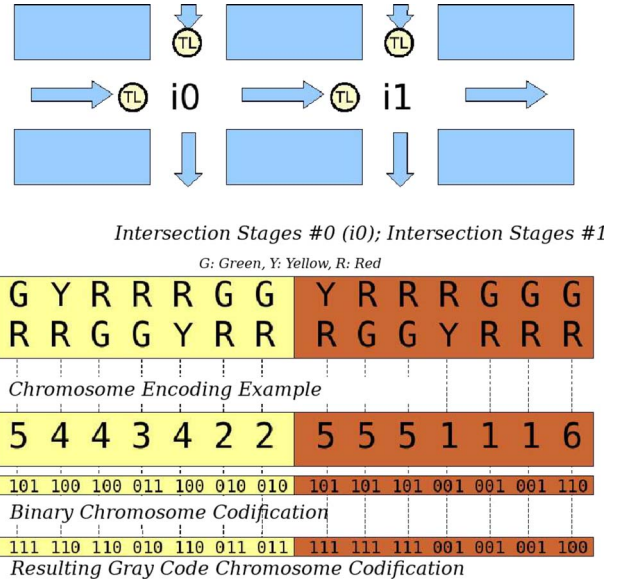 TL TL
TL i0 TL i1
Intersection Stages #0 (i0); Intersection Stages #1
G: Green, Y: Yellow, R: Red
G Y R R R G G Y R R R G G G
R R G G Y R R R G G Y R R R
Chromosome Encoding Example
5 4 4 3 4 2 2 5 5 5 1 1 1 6
101 100 100 011 100 010 010 101 101 101 001 001 001 110
Binary Chromosome Codification
111 110 110 010 110 011 011 111 111 111 001 001 001 100
Resulting Gray Code Chromosome Codification